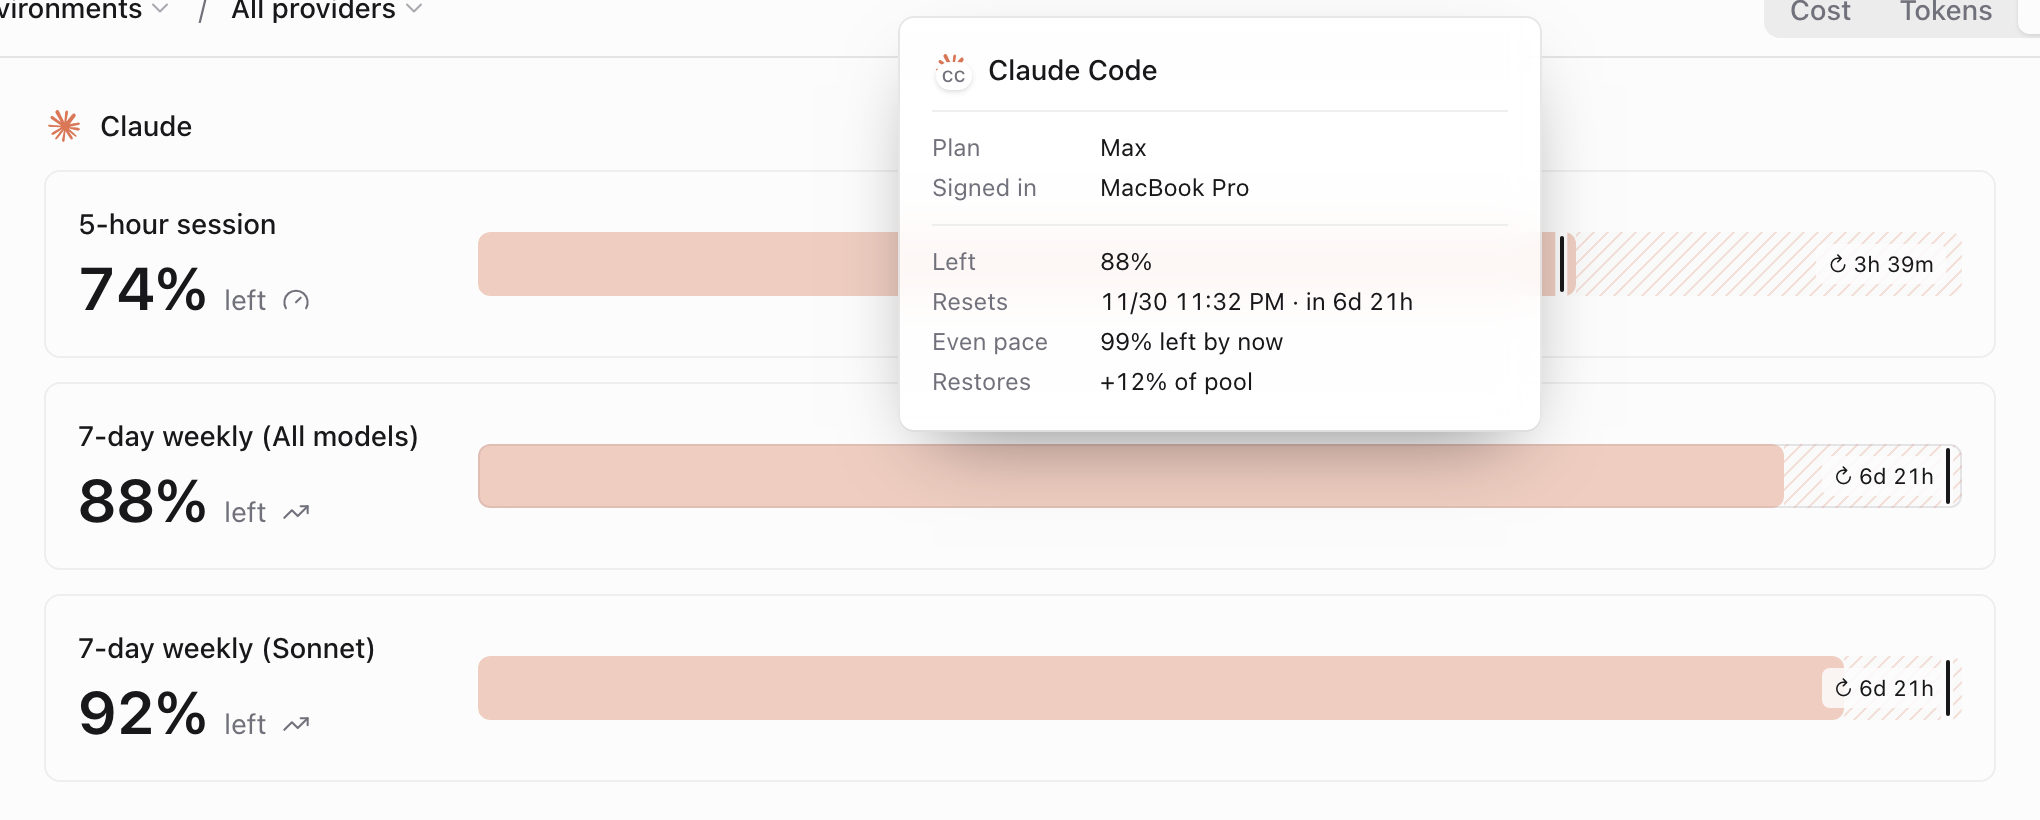 vironments / All providers
Cost Tokens
CC Claude Code
Plan Max
Signed in MacBook Pro
Left 88%
Resets 11/30 11:32 PM · in 6d 21h
Even pace 99% left by now
Restores +12% of pool
Claude
5-hour session
74% left
3h 39m
7-day weekly (All models)
88% left
6d 21h
7-day weekly (Sonnet)
92% left
6d 21h